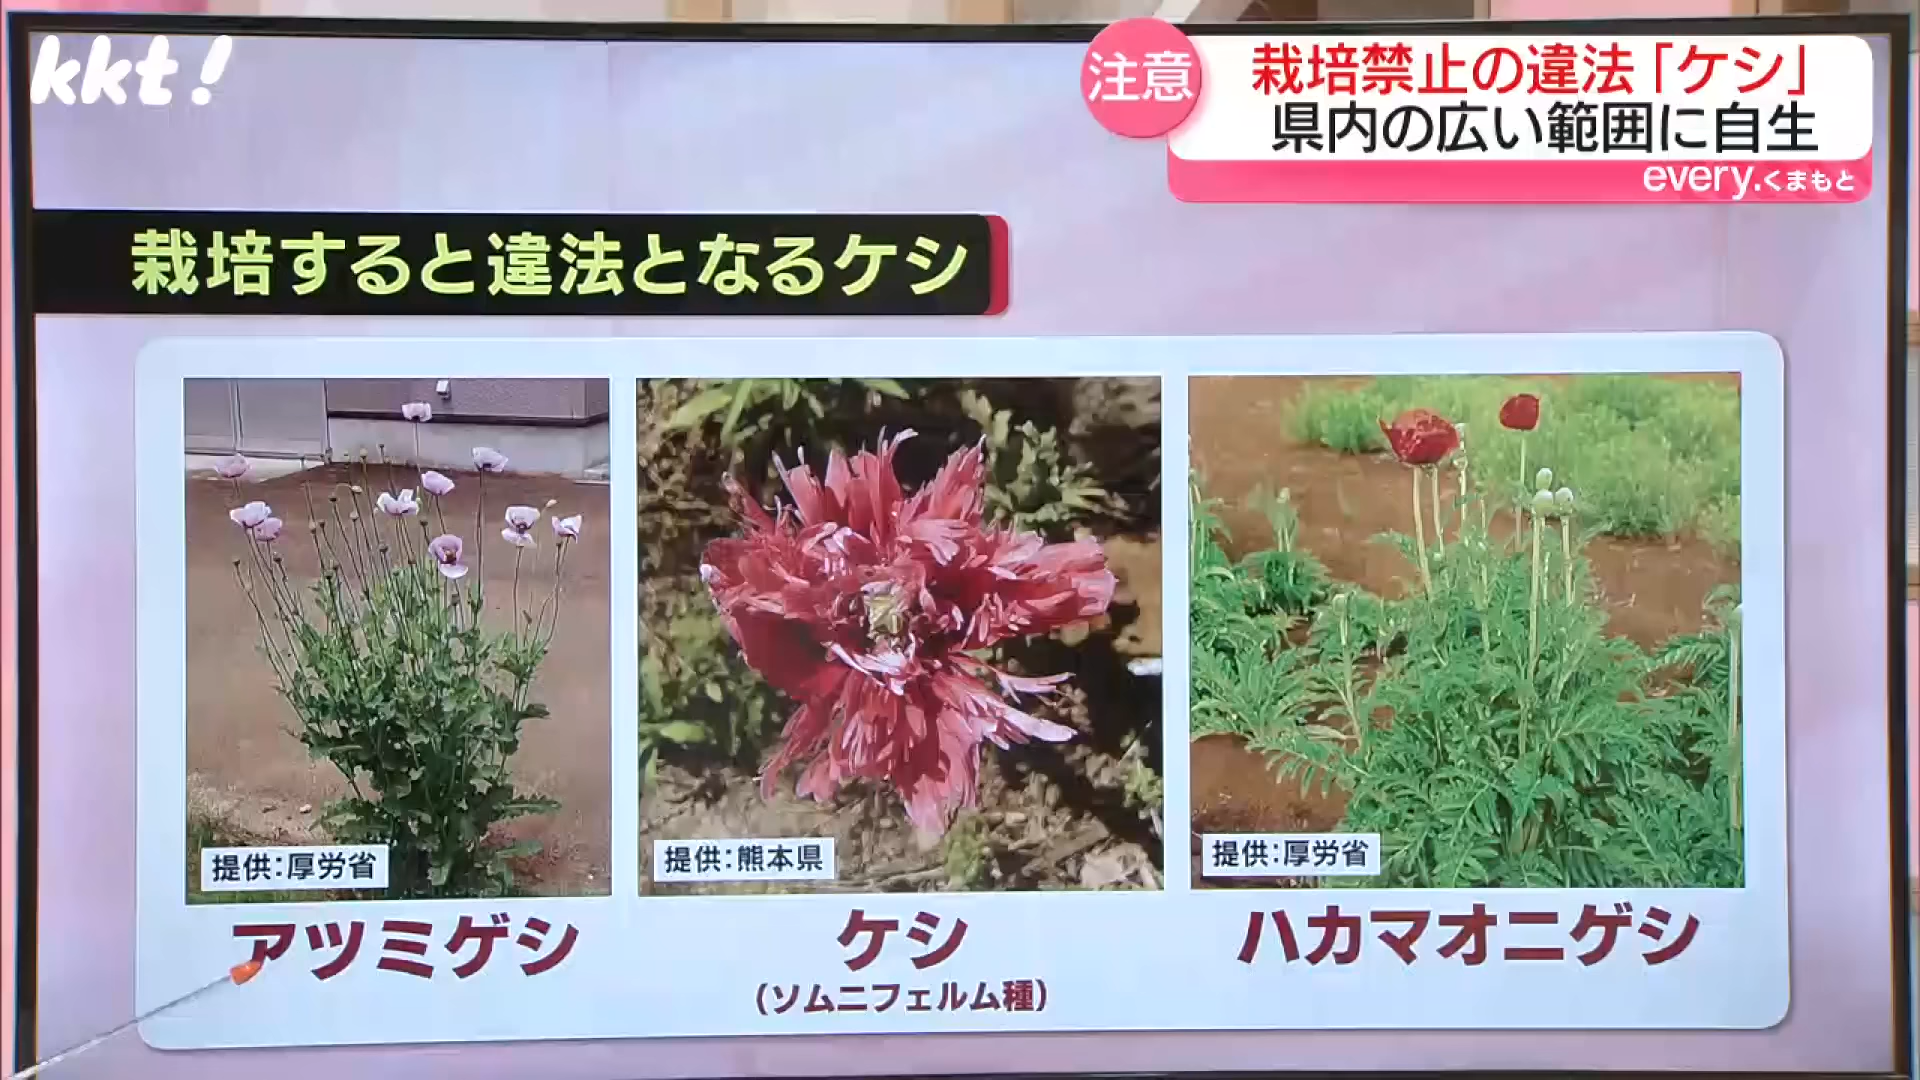 kkt!
注意
栽培禁止の違法「ケシ」
県内の広い範囲に自生
every.くまもと
栽培すると違法となるケシ
提供:厚労省
提供:熊本県
提供:厚労省
アツミゲシ
ケシ
(ソムニフェルム種)
ハカマオニゲシ